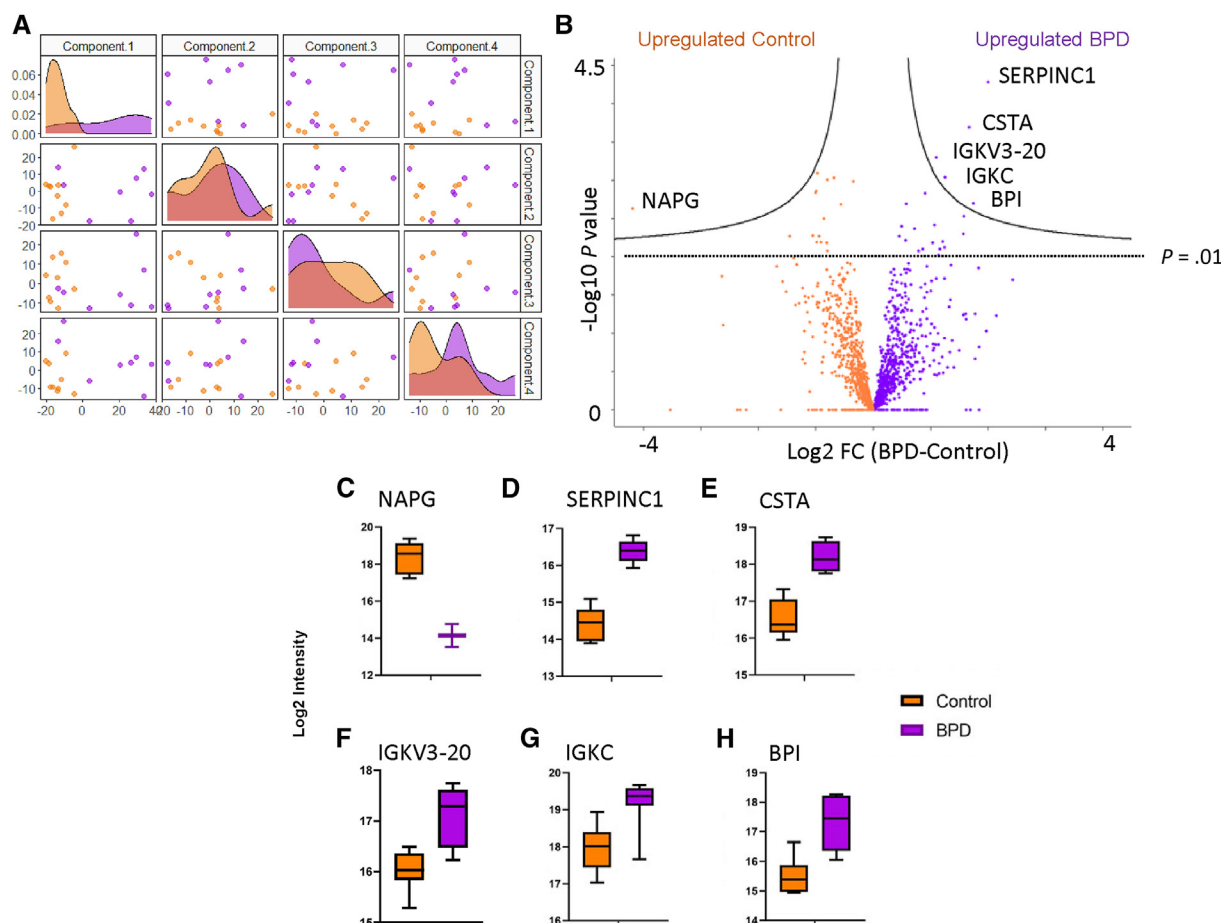 A
Component.1 Component.2 Component.3 Component.4
0.06
0.04
0.02
0.00
Component.1
20
10
0
-10
-20
Component.2
20
10
0
-10
Component.3
20
10
0
-10
Component.4
-20 0 20 40
-20 -10 0 10 20
-10 0 10 20
-10 0 10 20
B
Upregulated Control
Upregulated BPD
4.5
SERPINC1
CSTA
IGKV3-20
IGKC
BPI
NAPG
P = .01
-Log10 P value
0
-4
4
Log2 FC (BPD-Control)
C
NAPG
20
18
16
14
12
D
SERPINC1
17
16
15
14
13
E
CSTA
19
18
17
16
15
Log2 Intensity
Control
BPD
F
IGKV3-20
18
17
16
15
G
IGKC
20
19
18
17
16
H
BPI
19
18
17
16
15
14